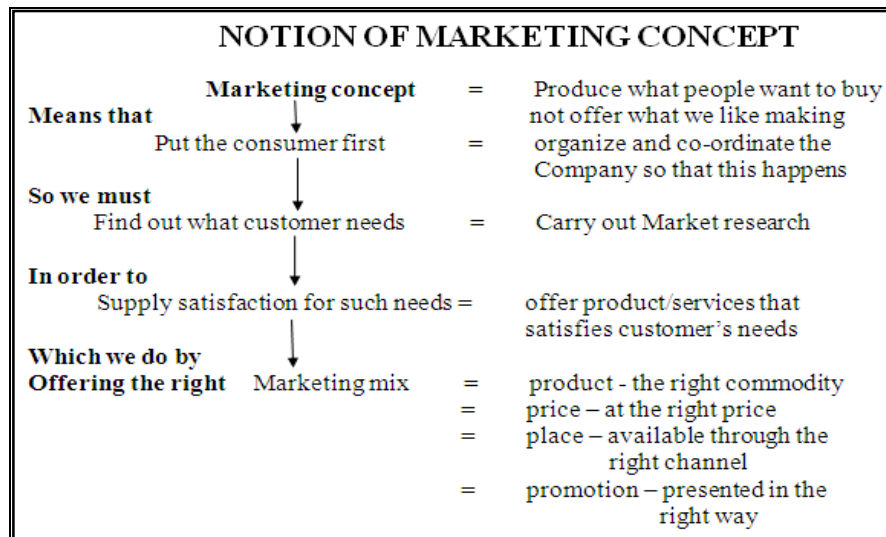 NOTION OF MARKETING CONCEPT
Marketing concept = Produce what people want to buy
Means that not offer what we like making
Put the consumer first = organize and co-ordinate the
Company so that this happens
So we must
Find out what customer needs = Carry out Market research
In order to
Supply satisfaction for such needs = offer product/services that
satisfies customer's needs
Which we do by
Offering the right Marketing mix = product - the right commodity
= price – at the right price
= place – available through the
right channel
= promotion – presented in the
right way